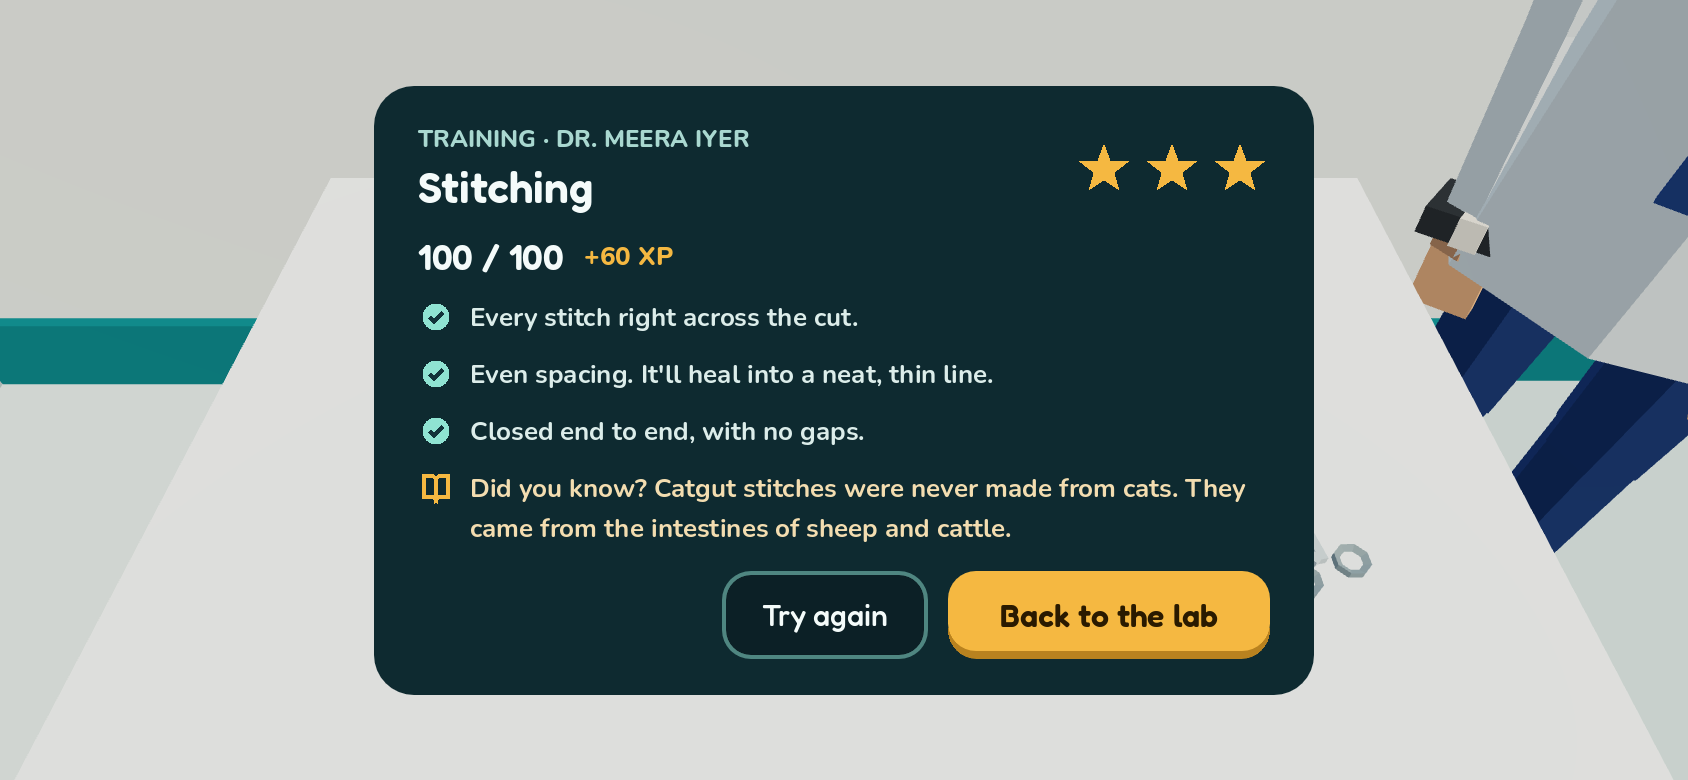 TRAINING · DR. MEERA IYER
Stitching
100 / 100 +60 XP
Every stitch right across the cut.
Even spacing. It'll heal into a neat, thin line.
Closed end to end, with no gaps.
Did you know? Catgut stitches were never made from cats. They
came from the intestines of sheep and cattle.
Try again
Back to the lab